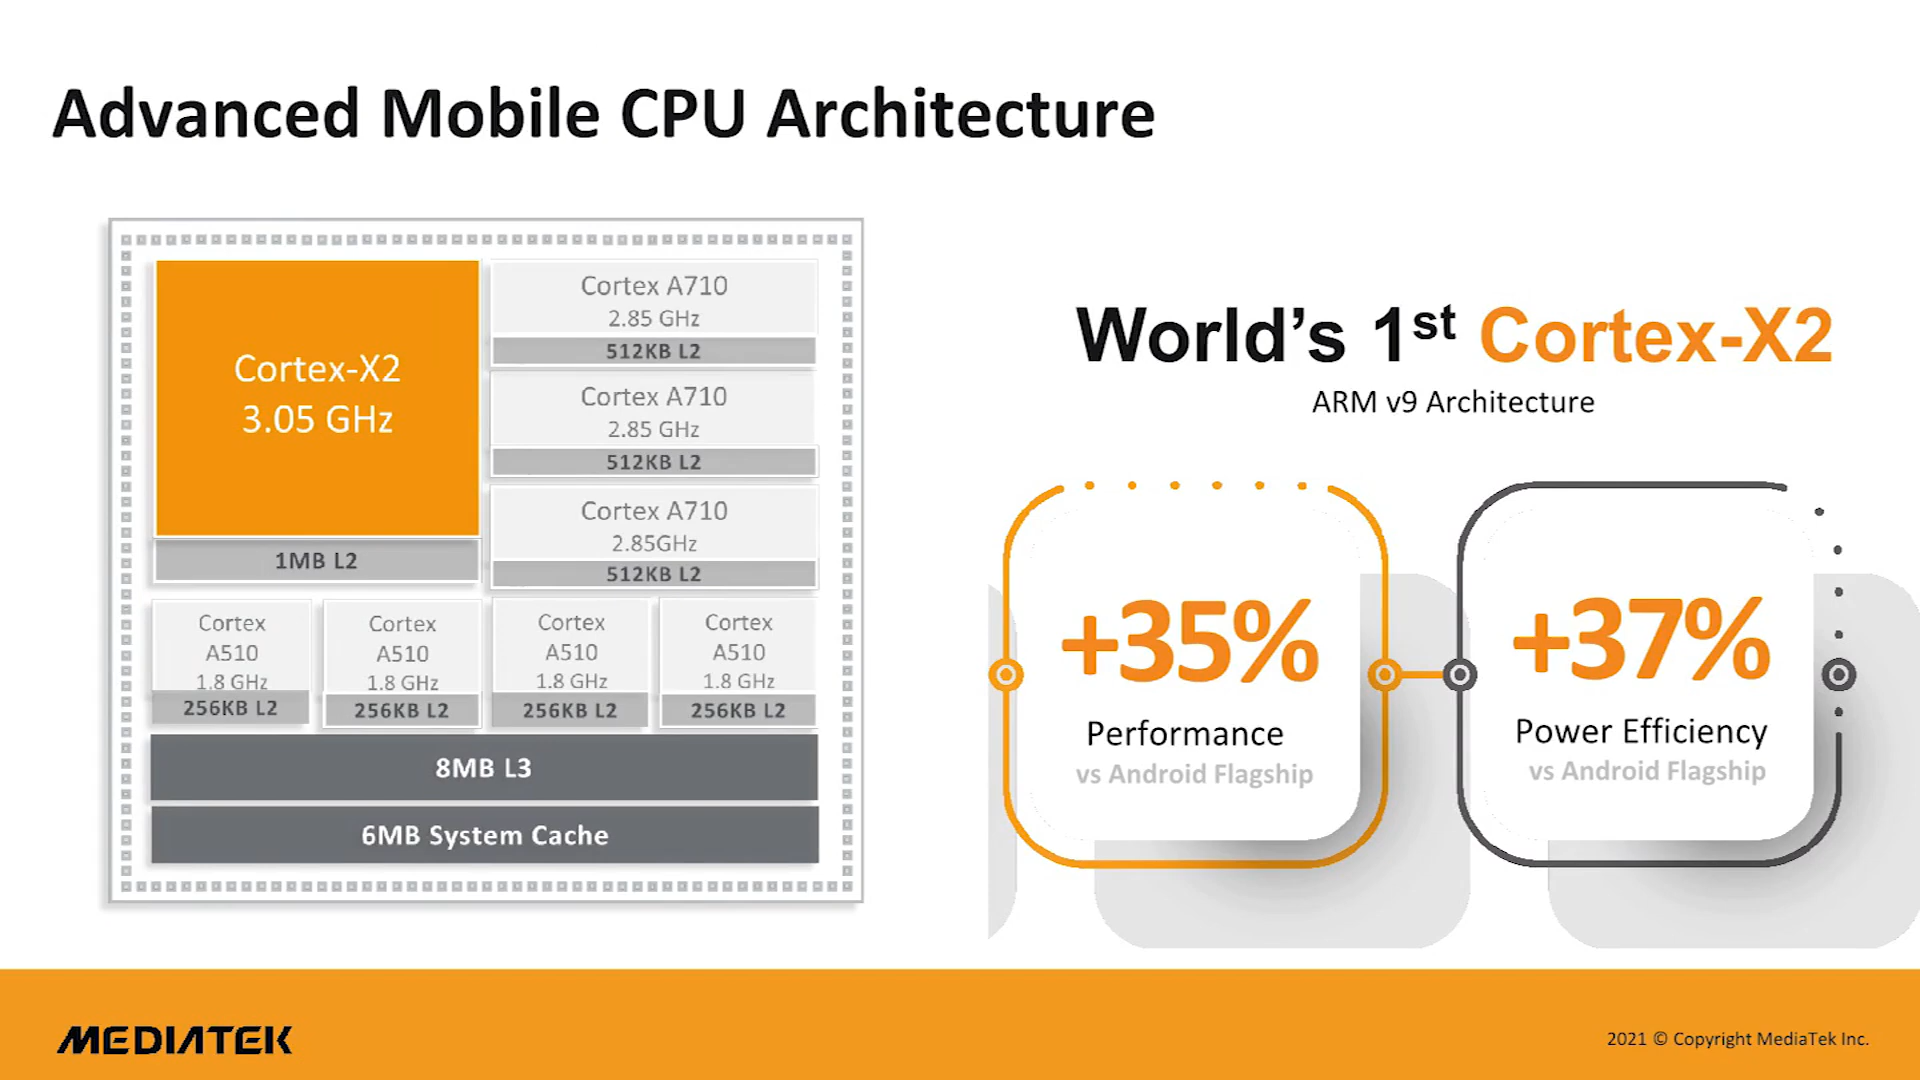 Advanced Mobile CPU Architecture
Cortex-X2
3.05 GHz
1MB L2
Cortex A710
2.85 GHz
512KB L2
Cortex A710
2.85 GHz
512KB L2
Cortex A710
2.85GHz
512KB L2
Cortex
A510
1.8 GHz
256KB L2
Cortex
A510
1.8 GHz
256KB L2
Cortex
A510
1.8 GHz
256KB L2
Cortex
A510
1.8 GHz
256KB L2
8MB L3
6MB System Cache
World’s 1st Cortex-X2
ARM v9 Architecture
+35%
Performance
vs Android Flagship
+37%
Power Efficiency
vs Android Flagship
MEDIATEK
2021 © Copyright MediaTek Inc.